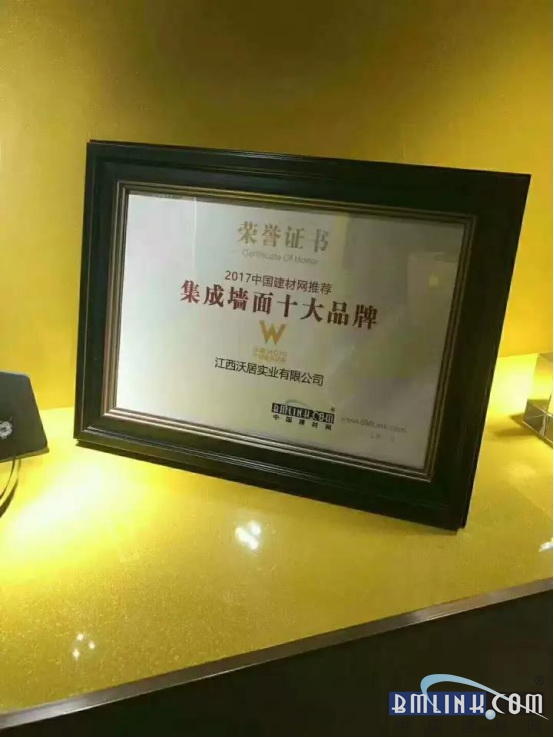 荣誉证书
Certificate Of Honor
2017中国建材网推荐
集成墙面十大品牌
W
江西沃居实业有限公司
BMLINK.COM
中国建材网
BMLINK.COM